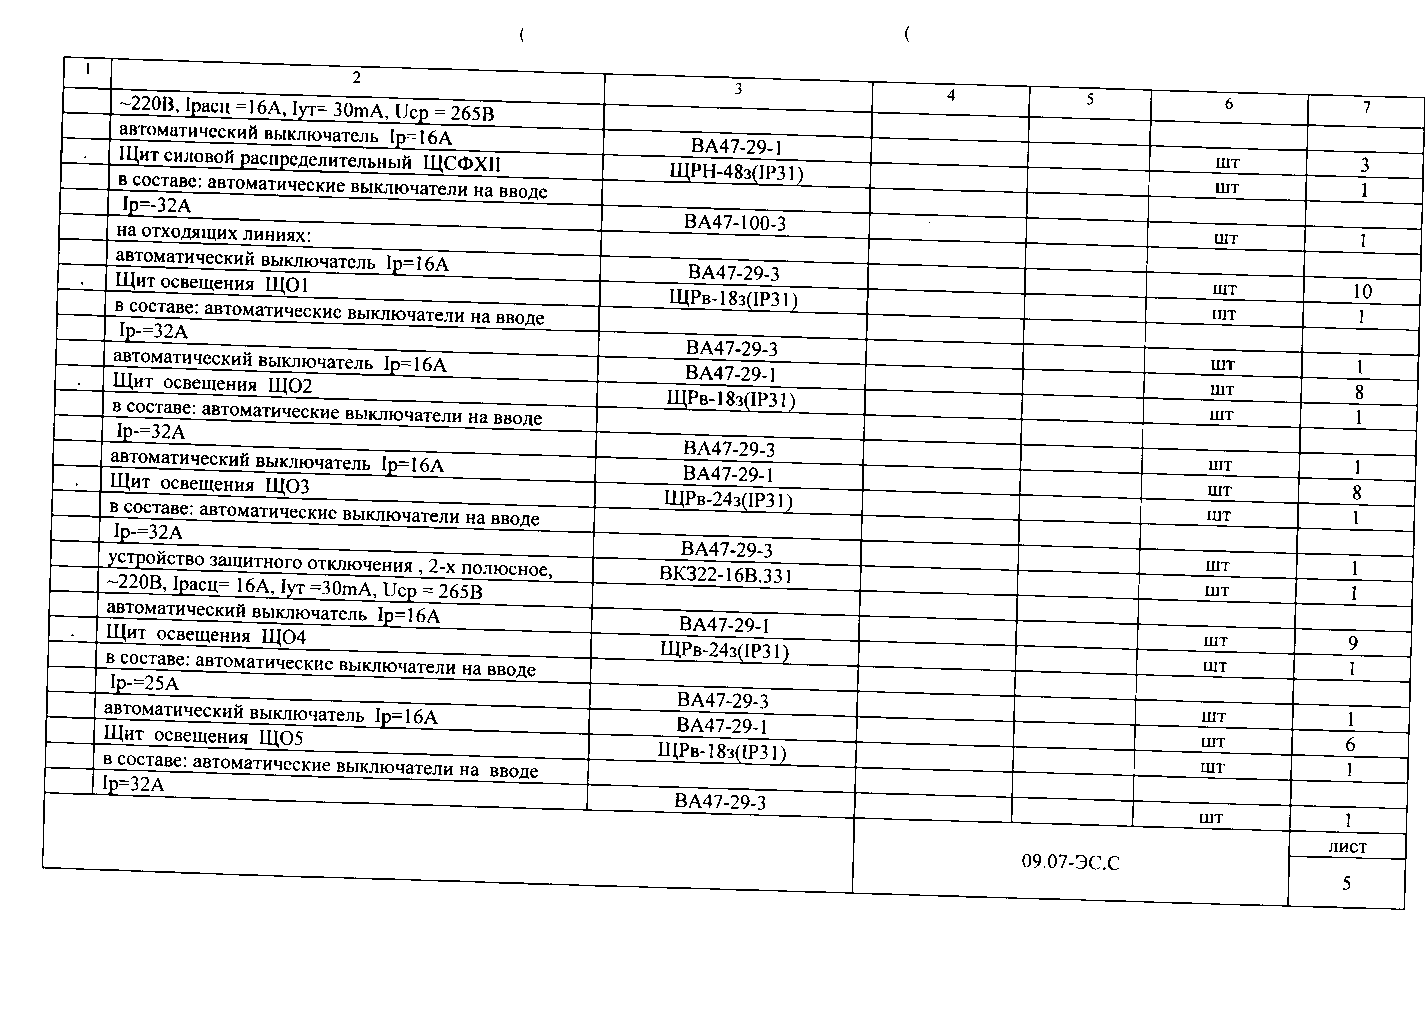 1 2 3 4 5 6 7
~220В, Iрасц =16А, Iут= 30mA, Uср = 265В
автоматический выключатель Iр=16А ВА47-29-1 шт 3
Щит силовой распределительный ЩСФХП ЩРН-48з(IP31) шт 1
в составе: автоматические выключатели на вводе
Iр=-32А ВА47-100-3 шт 1
на отходящих линиях:
автоматический выключатель Iр=16А ВА47-29-3 шт 10
Щит освещения ЩО1 ЩРв-18з(IP31) шт 1
в составе: автоматические выключатели на вводе
Iр-=32А ВА47-29-3 шт 1
автоматический выключатель Iр=16А ВА47-29-1 шт 8
Щит освещения ЩО2 ЩРв-18з(IP31) шт 1
в составе: автоматические выключатели на вводе
Iр-=32А ВА47-29-3 шт 1
автоматический выключатель Iр=16А ВА47-29-1 шт 8
Щит освещения ЩО3 ЩРв-24з(IP31) шт 1
в составе: автоматические выключатели на вводе
Iр-=32А ВА47-29-3 шт 1
устройство защитного отключения , 2-х полюсное, ВК322-16В.331 шт 1
~220В, Iрасц= 16А, Iут =30mA, Uср = 265В
автоматический выключатель Iр=16А ВА47-29-1 шт 9
Щит освещения ЩО4 ЩРв-24з(IP31) шт 1
в составе: автоматические выключатели на вводе
Iр-=25А ВА47-29-3 шт 1
автоматический выключатель Iр=16А ВА47-29-1 шт 6
Щит освещения ЩО5 ЩРв-18з(IP31) шт 1
в составе: автоматические выключатели на вводе
Iр=32А ВА47-29-3 шт 1
09.07-ЭС.С лист
5